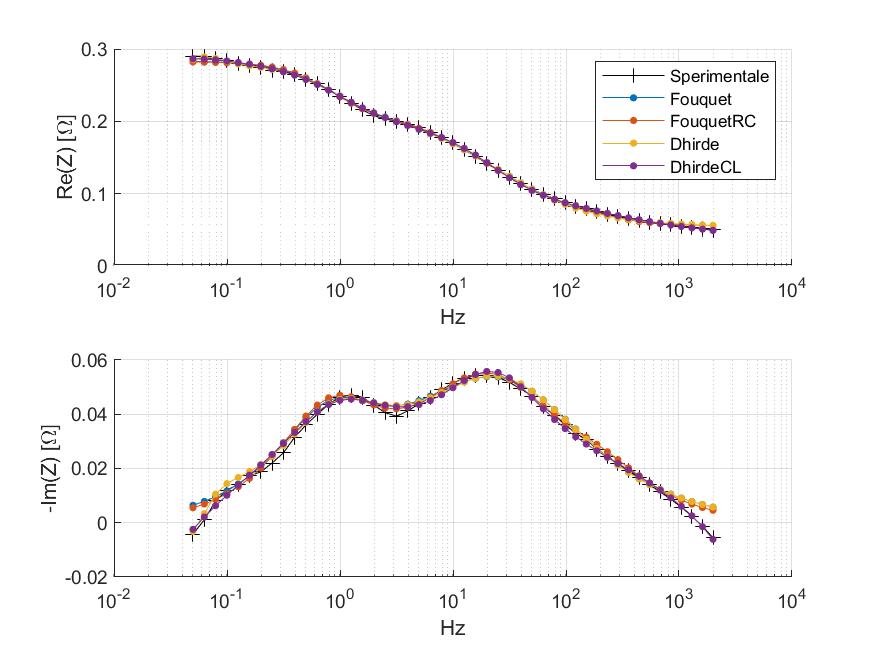 0.3
0.2
0.1
0
Re(Z) [Ω]
10^-2
10^-1
10^0
10^1
10^2
10^3
10^4
Hz
Sperimentale
Fouquet
FouquetRC
Dhirde
DhirdeCL
0.06
0.04
0.02
0
-0.02
-Im(Z) [Ω]
10^-2
10^-1
10^0
10^1
10^2
10^3
10^4
Hz